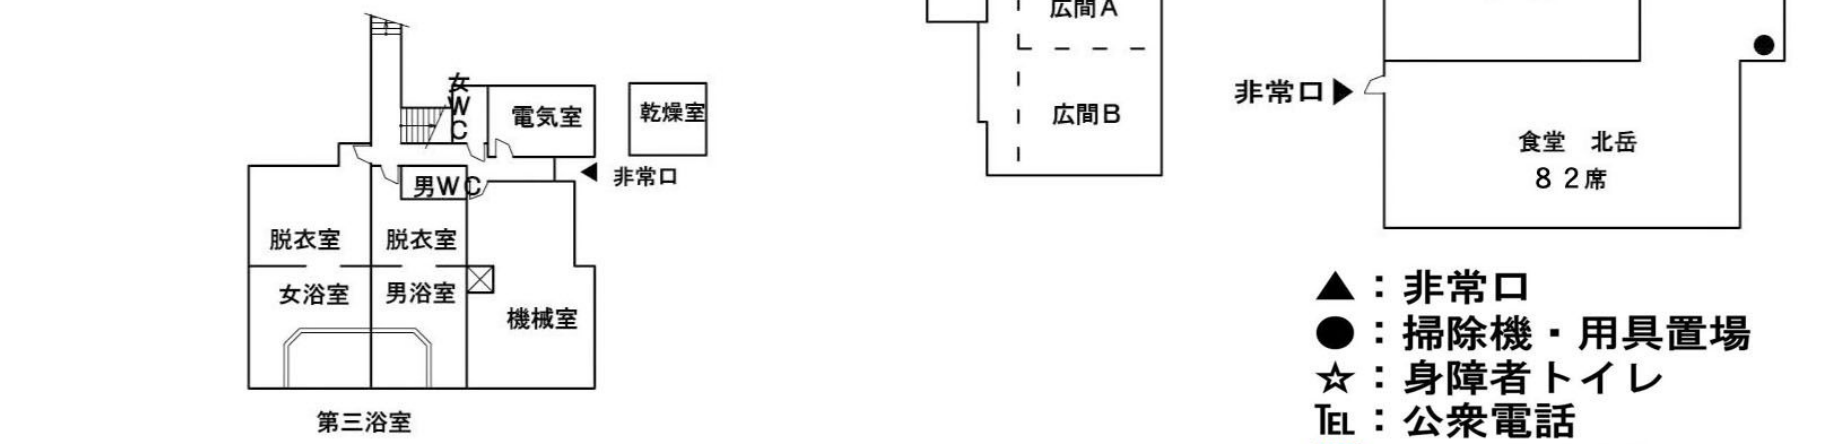 広間A
広間B
女WC
電気室
乾燥室
男WC
◀ 非常口
脱衣室
脱衣室
女浴室
男浴室
機械室
第三浴室
非常口▶
食堂 北岳
82席
▲：非常口
●：掃除機・用具置場
☆：身障者トイレ
℡：公衆電話